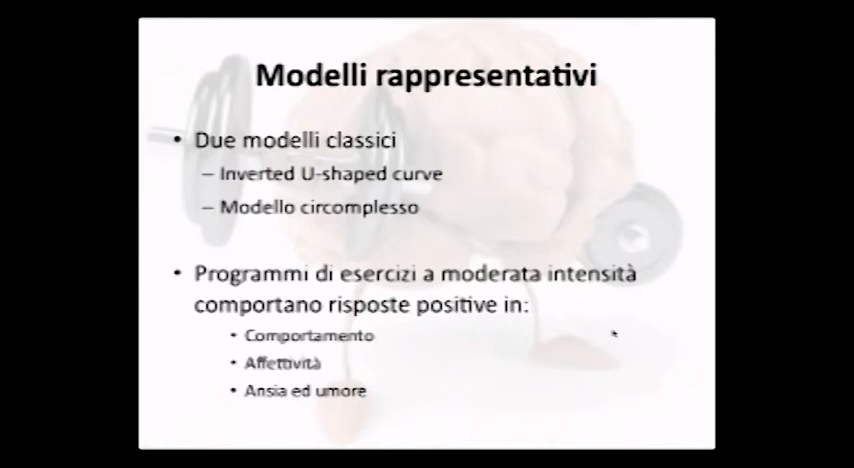 Modelli rappresentativi
• Due modelli classici
– Inverted U-shaped curve
– Modello circomplesso
• Programmi di esercizi a moderata intensità
comportano risposte positive in:
• Comportamento
• Affettività
• Ansia ed umore